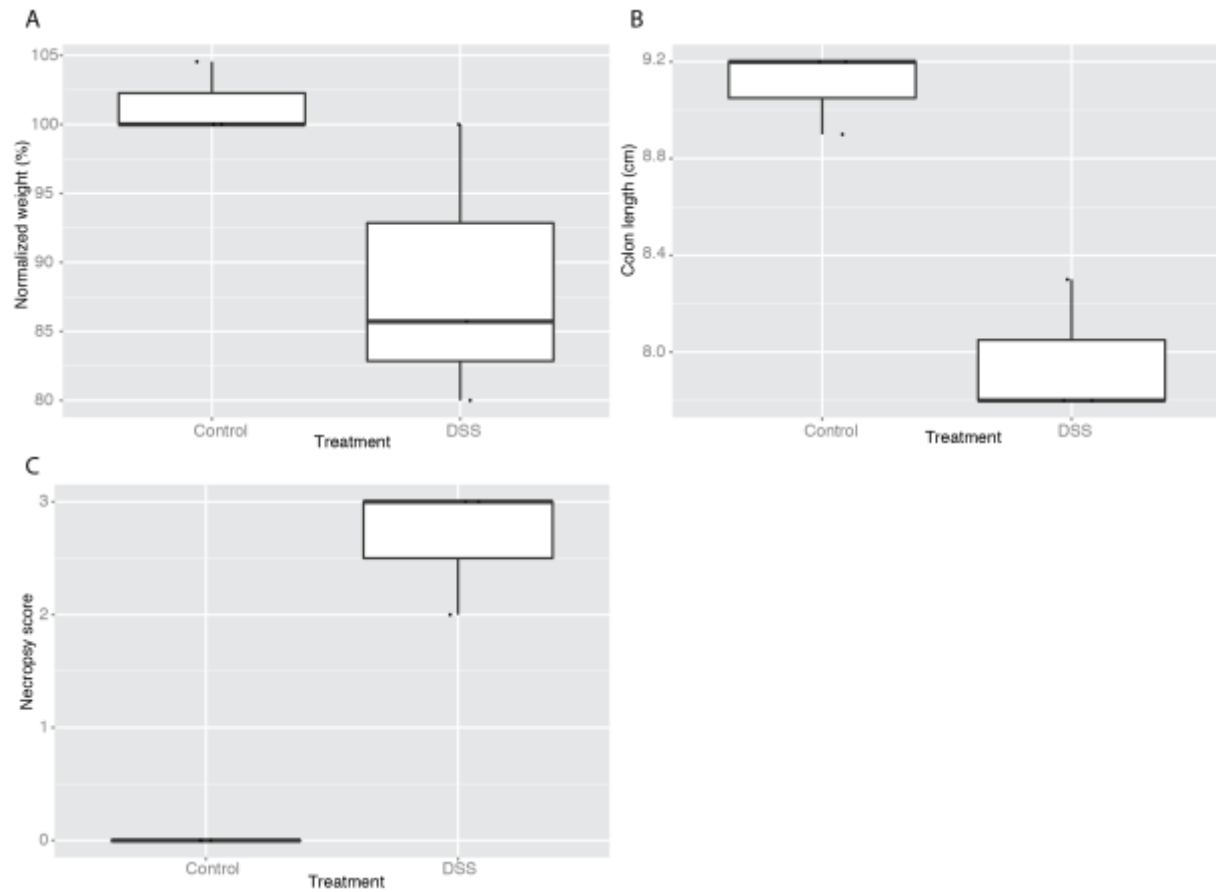 A
Normalized weight (%)
105
100
95
90
85
80
Control
DSS
Treatment
B
Colon length (cm)
9.2
8.8
8.4
8.0
Control
DSS
Treatment
C
Necropsy score
3
2
1
0
Control
DSS
Treatment